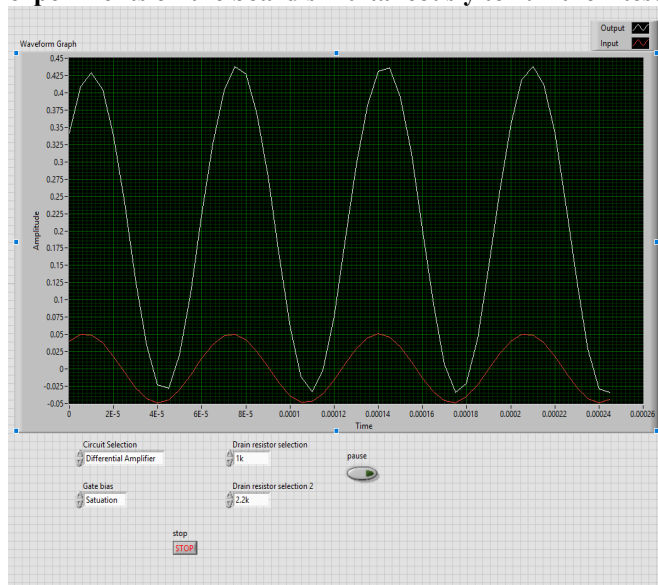 Output
Input
Waveform Graph
Amplitude
0.45
0.425
0.4
0.375
0.35
0.325
0.3
0.275
0.25
0.225
0.2
0.175
0.15
0.125
0.1
0.075
0.05
0.025
0
-0.025
-0.05
0 2E-5 4E-5 6E-5 8E-5 0.0001 0.00012 0.00014 0.00016 0.00018 0.0002 0.00022 0.00024 0.00026
Time
Circuit Selection
Differential Amplifier
Drain resistor selection
1k
pause
Gate bias
Satuation
Drain resistor selection 2
2.2k
stop
STOP